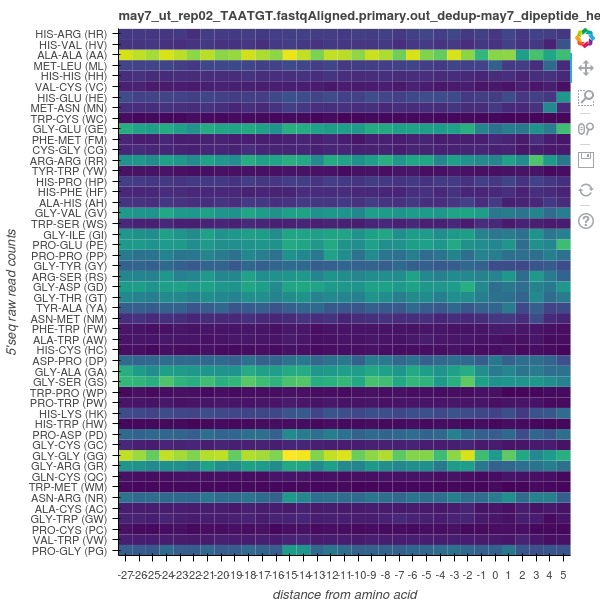 may7_ut_rep02_TAATGT.fastqAligned.primary.out_dedup-may7_dipeptide_he
HIS-ARG (HR)
HIS-VAL (HV)
ALA-ALA (AA)
MET-LEU (ML)
HIS-HIS (HH)
VAL-CYS (VC)
HIS-GLU (HE)
MET-ASN (MN)
TRP-CYS (WC)
GLY-GLU (GE)
PHE-MET (FM)
CYS-GLY (CG)
ARG-ARG (RR)
TYR-TRP (YW)
HIS-PRO (HP)
HIS-PHE (HF)
ALA-HIS (AH)
GLY-VAL (GV)
TRP-SER (WS)
GLY-ILE (GI)
PRO-GLU (PE)
PRO-PRO (PP)
GLY-TYR (GY)
ARG-SER (RS)
GLY-ASP (GD)
GLY-THR (GT)
TYR-ALA (YA)
ASN-MET (NM)
PHE-TRP (FW)
ALA-TRP (AW)
HIS-CYS (HC)
ASP-PRO (DP)
GLY-ALA (GA)
GLY-SER (GS)
TRP-PRO (WP)
PRO-TRP (PW)
HIS-LYS (HK)
HIS-TRP (HW)
PRO-ASP (PD)
GLY-CYS (GC)
GLY-GLY (GG)
GLY-ARG (GR)
GLN-CYS (QC)
TRP-MET (WM)
ASN-ARG (NR)
ALA-CYS (AC)
GLY-TRP (GW)
PRO-CYS (PC)
VAL-TRP (VW)
PRO-GLY (PG)
5'seq raw read counts
-27-26-25-24-23-22-21-20-19-18-17-16-15-14-13-12-11-10-9 -8 -7 -6 -5 -4 -3 -2 -1 0 1 2 3 4 5
distance from amino acid